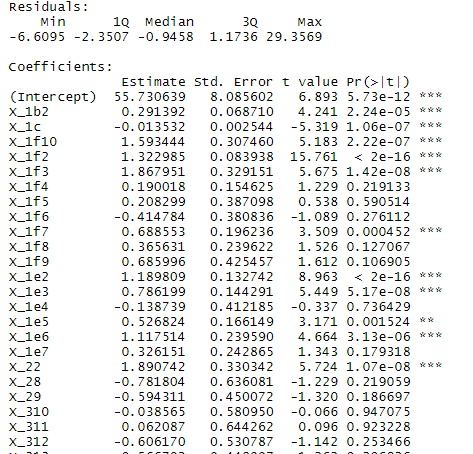 Residuals:
Min 1Q Median 3Q Max
-6.6095 -2.3507 -0.9458 1.1736 29.3569
Coefficients:
Estimate Std. Error t value Pr(>|t|)
(Intercept) 55.730639 8.085602 6.893 5.73e-12 ***
X_1b2 0.291392 0.068710 4.241 2.24e-05 ***
X_1c -0.013532 0.002544 -5.319 1.06e-07 ***
X_1f10 1.593444 0.307460 5.183 2.22e-07 ***
X_1f2 1.322985 0.083938 15.761 < 2e-16 ***
X_1f3 1.867951 0.329151 5.675 1.42e-08 ***
X_1f4 0.190018 0.154625 1.229 0.219133
X_1f5 0.208299 0.387098 0.538 0.590514
X_1f6 -0.414784 0.380836 -1.089 0.276112
X_1f7 0.688553 0.196236 3.509 0.000452 ***
X_1f8 0.365631 0.239622 1.526 0.127067
X_1f9 0.685996 0.425457 1.612 0.106905
X_1e2 1.189809 0.132742 8.963 < 2e-16 ***
X_1e3 0.786199 0.144291 5.449 5.17e-08 ***
X_1e4 -0.138739 0.412185 -0.337 0.736429
X_1e5 0.526824 0.166149 3.171 0.001524 **
X_1e6 1.117514 0.239590 4.664 3.13e-06 ***
X_1e7 0.326151 0.242865 1.343 0.179318
X_22 1.890742 0.330342 5.724 1.07e-08 ***
X_28 -0.781804 0.636081 -1.229 0.219059
X_29 -0.594311 0.450072 -1.320 0.186697
X_310 -0.038565 0.580950 -0.066 0.947075
X_311 0.062087 0.644262 0.096 0.923228
X_312 -0.606170 0.530787 -1.142 0.253466